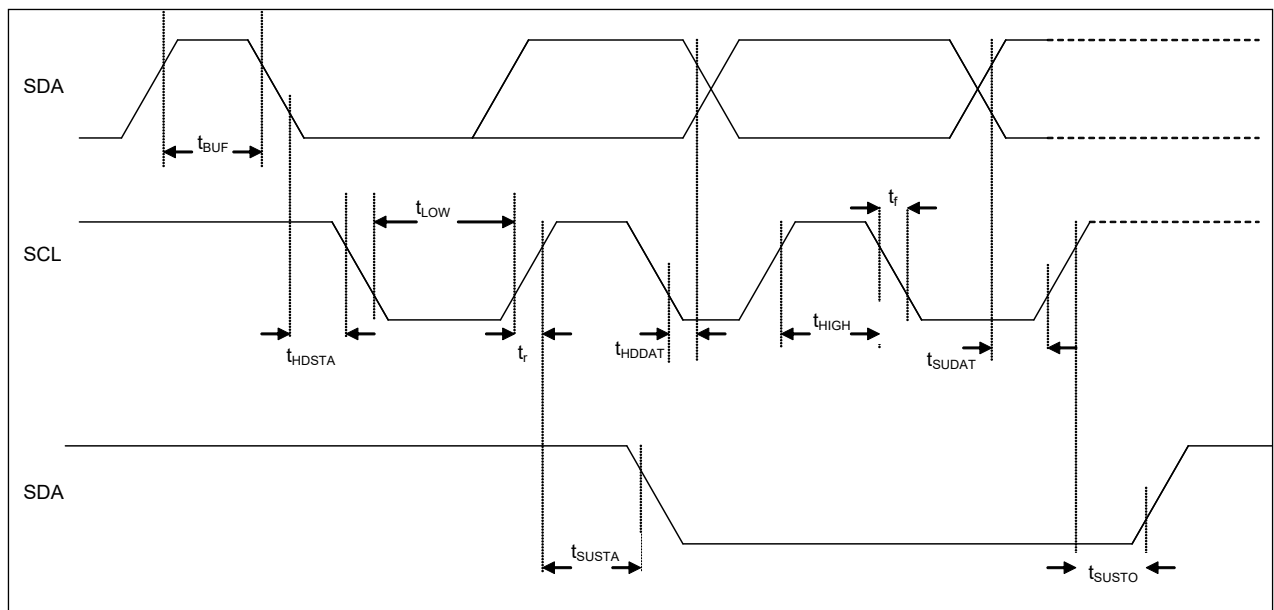 SDA
tBUF
tLOW
tf
SCL
tHDSTA
tr
tHDDAT
tHIGH
tSUDAT
SDA
tSUSTA
tSUSTO